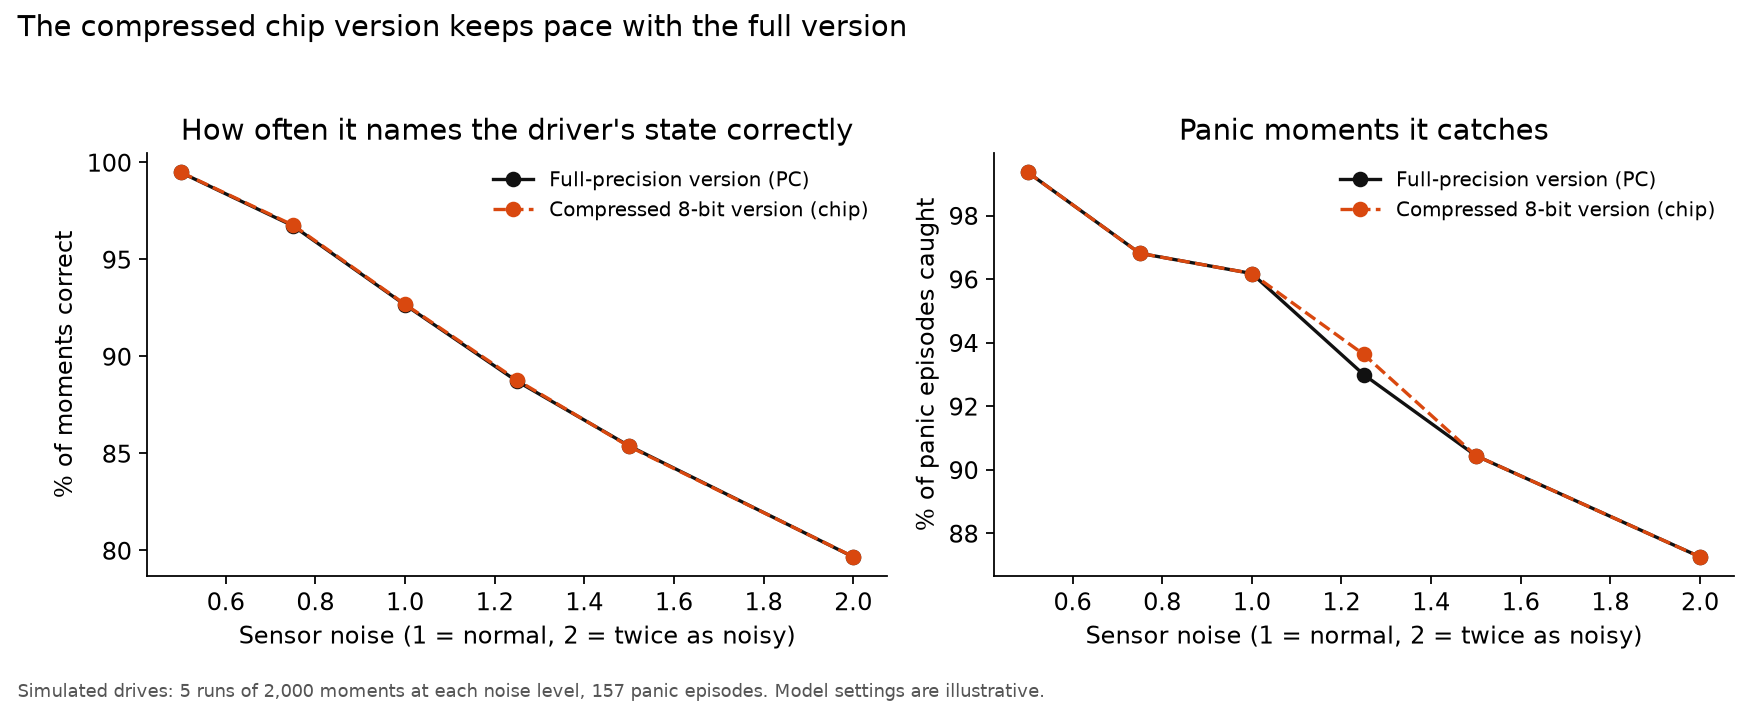 The compressed chip version keeps pace with the full version
How often it names the driver's state correctly
% of moments correct
100
95
90
85
80
Full-precision version (PC)
Compressed 8-bit version (chip)
0.6 0.8 1.0 1.2 1.4 1.6 1.8 2.0
Sensor noise (1 = normal, 2 = twice as noisy)
Panic moments it catches
% of panic episodes caught
98
96
94
92
90
88
Full-precision version (PC)
Compressed 8-bit version (chip)
0.6 0.8 1.0 1.2 1.4 1.6 1.8 2.0
Sensor noise (1 = normal, 2 = twice as noisy)
Simulated drives: 5 runs of 2,000 moments at each noise level, 157 panic episodes. Model settings are illustrative.